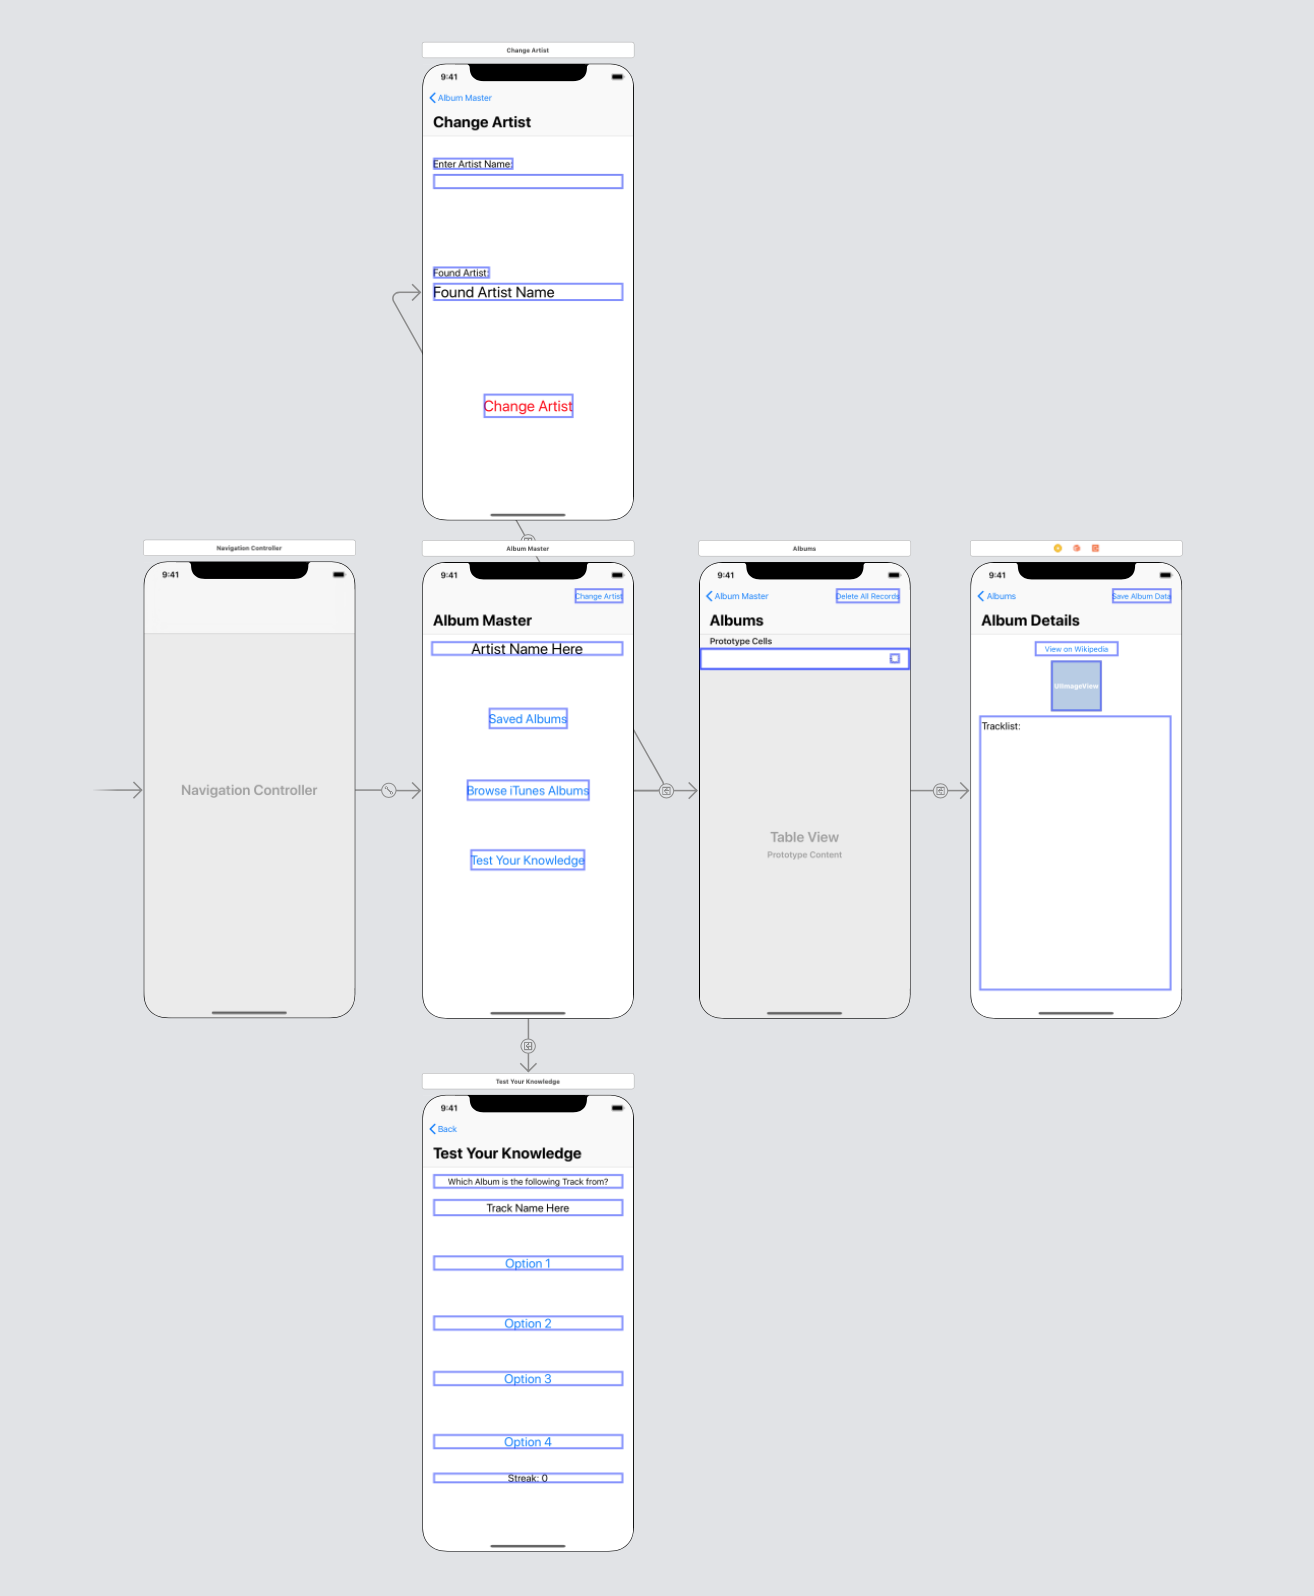 Change Artist
9:41
Album Master
Change Artist
Enter Artist Name:
Found Artist:
Found Artist Name
Change Artist
Navigation Controller
9:41
Navigation Controller
Album Master
9:41
Change Artist
Album Master
Artist Name Here
Saved Albums
Browse iTunes Albums
Test Your Knowledge
Albums
9:41
Album Master
Delete All Records
Albums
Prototype Cells
Table View
Prototype Content
9:41
Albums
Save Album Data
Album Details
View on Wikipedia
UIImageView
Tracklist:
Test Your Knowledge
9:41
Back
Test Your Knowledge
Which Album is the following Track from?
Track Name Here
Option 1
Option 2
Option 3
Option 4
Streak: 0